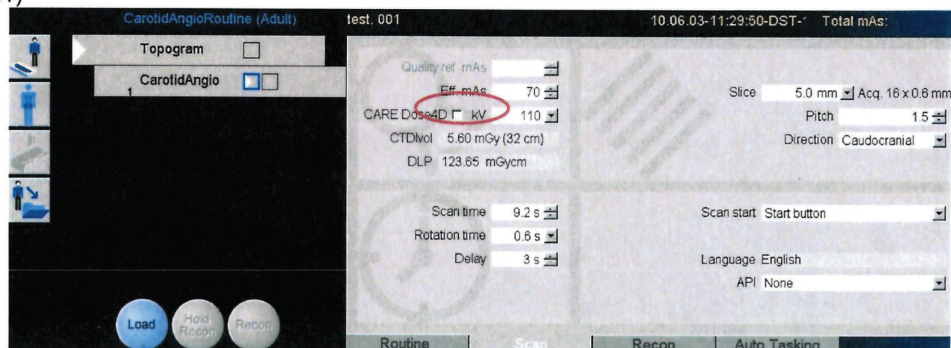 CarotidAngioRoutine (Adult)
test, 001
10.06.03-11:29:50-DST-
Total mAs:
Topogram
CarotidAngio
1
Quality ref. mAs
Eff. mAs 70
CARE Dose4D kV 110
CTDIvol 5.60 mGy (32 cm)
DLP 123.65 mGycm
Slice 5.0 mm Acq. 16 x 0.6 mm
Pitch 1.5
Direction Caudocranial
Scan time 9.2 s
Rotation time 0.6 s
Delay 3 s
Scan start Start button
Language English
API None
Load
Hold
Recon
Recon
Routine
Scan
Recon
Auto Tasking